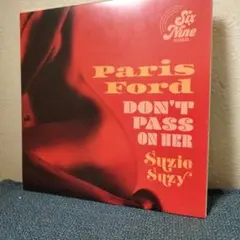 Six
Nine
Paris
Ford
DON'T
PASS
ON HER
Suzie
Suzy